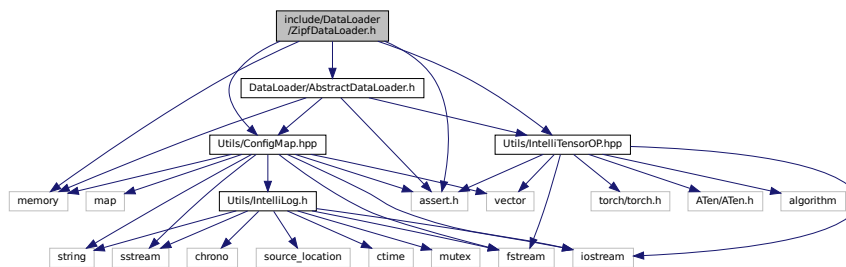 include/DataLoader
/ZipfDataLoader.h
DataLoader/AbstractDataLoader.h
Utils/ConfigMap.hpp
Utils/IntelliTensorOP.hpp
memory
map
Utils/IntelliLog.h
assert.h
vector
torch/torch.h
ATen/ATen.h
algorithm
string
sstream
chrono
source_location
ctime
mutex
fstream
iostream